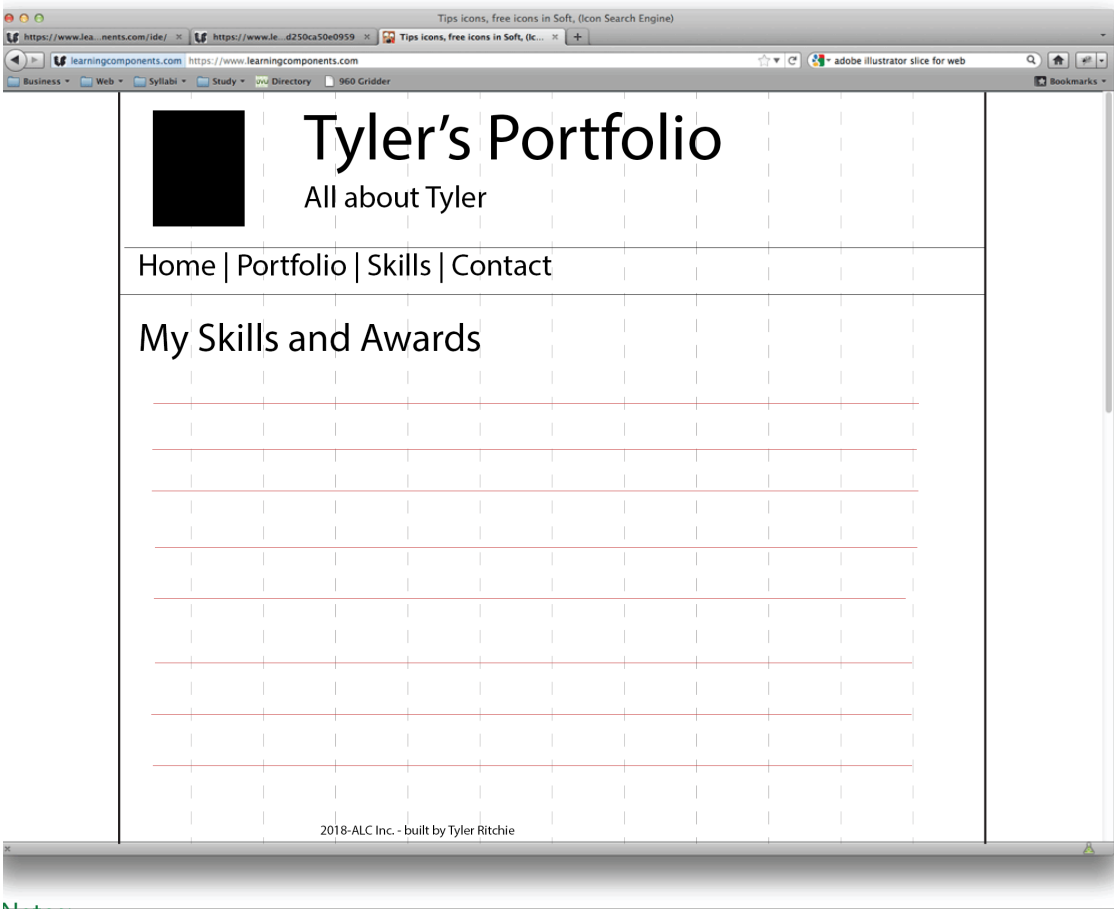 Tips icons, free icons in Soft, (Icon Search Engine)
https://www.lea...nents.com/ide/ × https://www.le...d250ca50e0959 × Tips icons, free icons in Soft, (Ic... × +
learningcomponents.com https://www.learningcomponents.com adobe illustrator slice for web
Business Web Syllabi Study uvu Directory 960 Gridder Bookmarks
Tyler's Portfolio
All about Tyler
Home | Portfolio | Skills | Contact
My Skills and Awards
2018-ALC Inc. - built by Tyler Ritchie